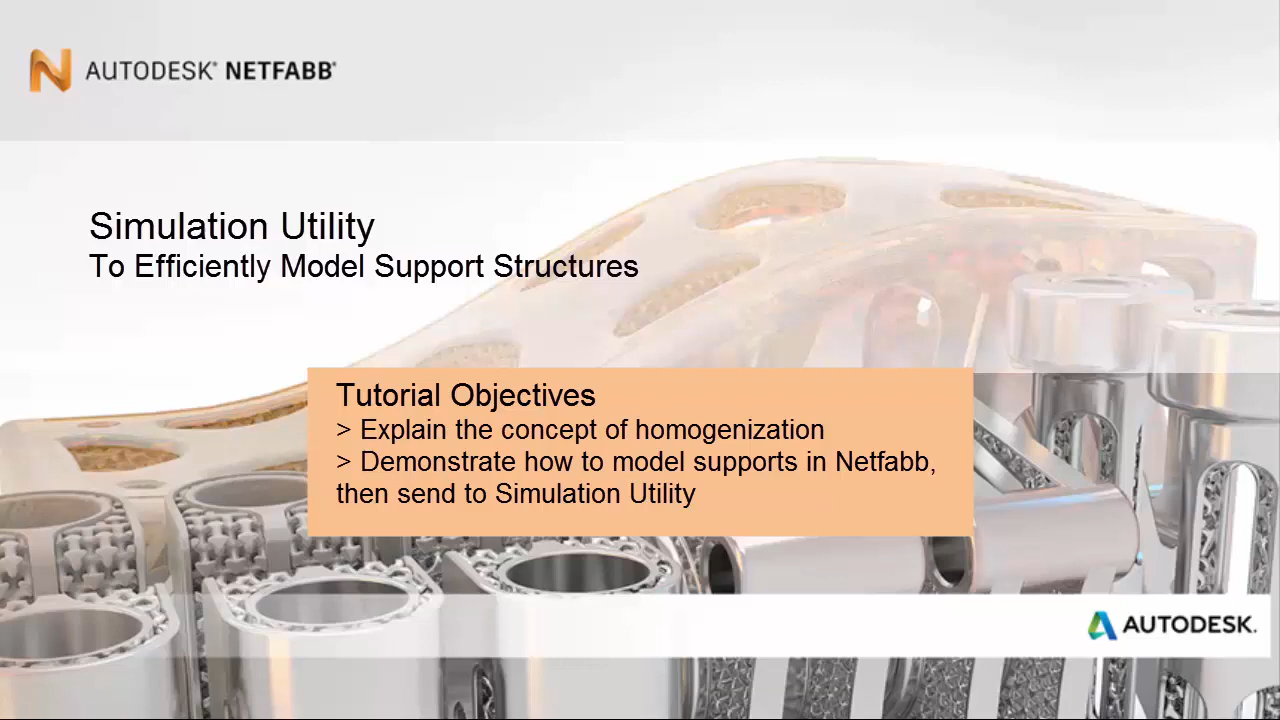 AUTODESK® NETFABB®
Simulation Utility
To Efficiently Model Support Structures
Tutorial Objectives
> Explain the concept of homogenization
> Demonstrate how to model supports in Netfabb,
then send to Simulation Utility
AUTODESK.